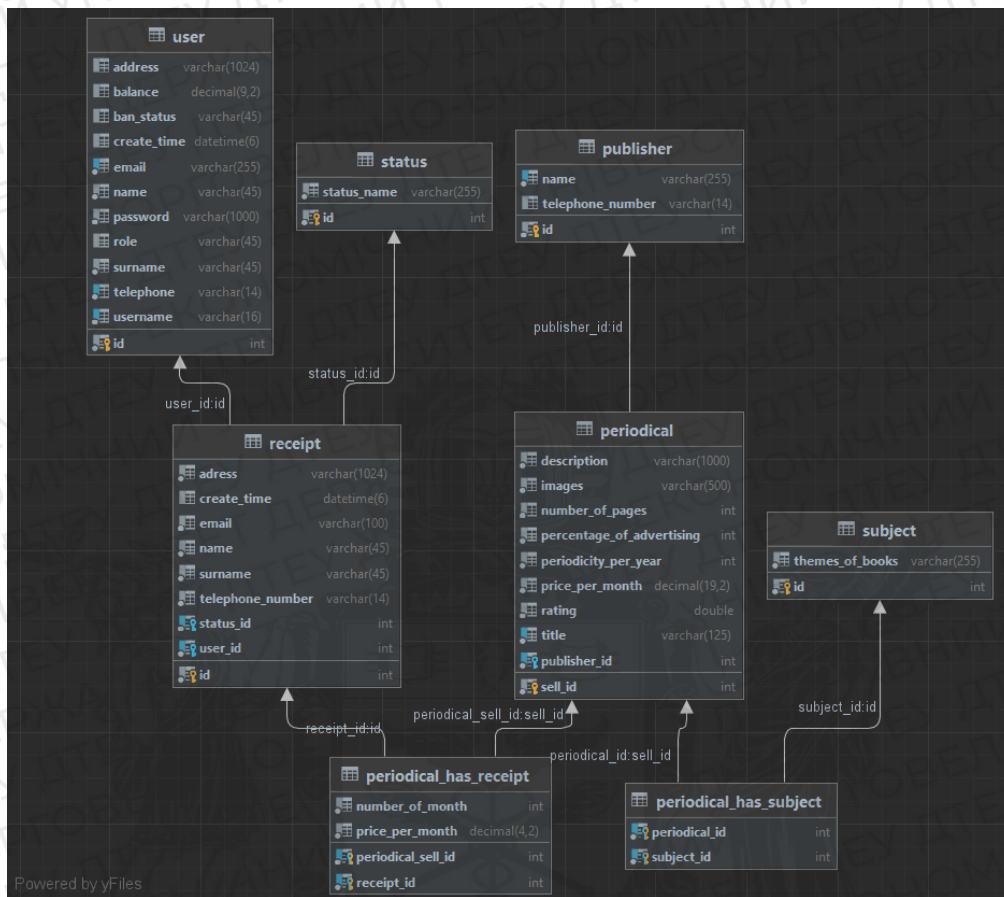 user
address varchar(1024)
balance decimal(9,2)
ban_status varchar(45)
create_time datetime(6)
email varchar(255)
name varchar(45)
password varchar(1000)
role varchar(45)
surname varchar(45)
telephone varchar(14)
username varchar(16)
id int
status
status_name varchar(255)
id int
publisher
name varchar(255)
telephone_number varchar(14)
id int
publisher_id:id
status_id:id
user_id:id
receipt
adress varchar(1024)
create_time datetime(6)
email varchar(100)
name varchar(45)
surname varchar(45)
telephone_number varchar(14)
status_id int
user_id int
id int
periodical
description varchar(1000)
images varchar(500)
number_of_pages int
percentage_of_advertising int
periodicity_per_year int
price_per_month decimal(19,2)
rating double
title varchar(125)
publisher_id int
sell_id int
subject
themes_of_books varchar(255)
id int
receipt_id:id
periodical_sell_id:sell_id
periodical_id:sell_id
subject_id:id
periodical_has_receipt
number_of_month int
price_per_month decimal(4,2)
periodical_sell_id int
receipt_id int
periodical_has_subject
periodical_id int
subject_id int
Powered by yFiles